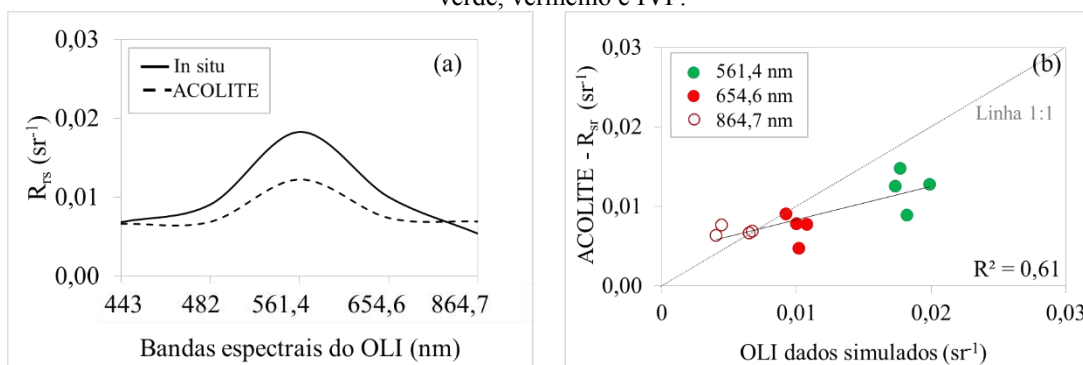 verde, vermelho e IVP.
0,03
0,02
0,01
0,00
R_rs (sr⁻¹)
In situ
ACOLITE
(a)
443 482 561,4 654,6 864,7
Bandas espectrais do OLI (nm)
0,03
0,02
0,01
0,00
ACOLITE - R_sr (sr⁻¹)
561,4 nm
654,6 nm
864,7 nm
(b)
Linha 1:1
R² = 0,61
0 0,01 0,02 0,03
OLI dados simulados (sr⁻¹)